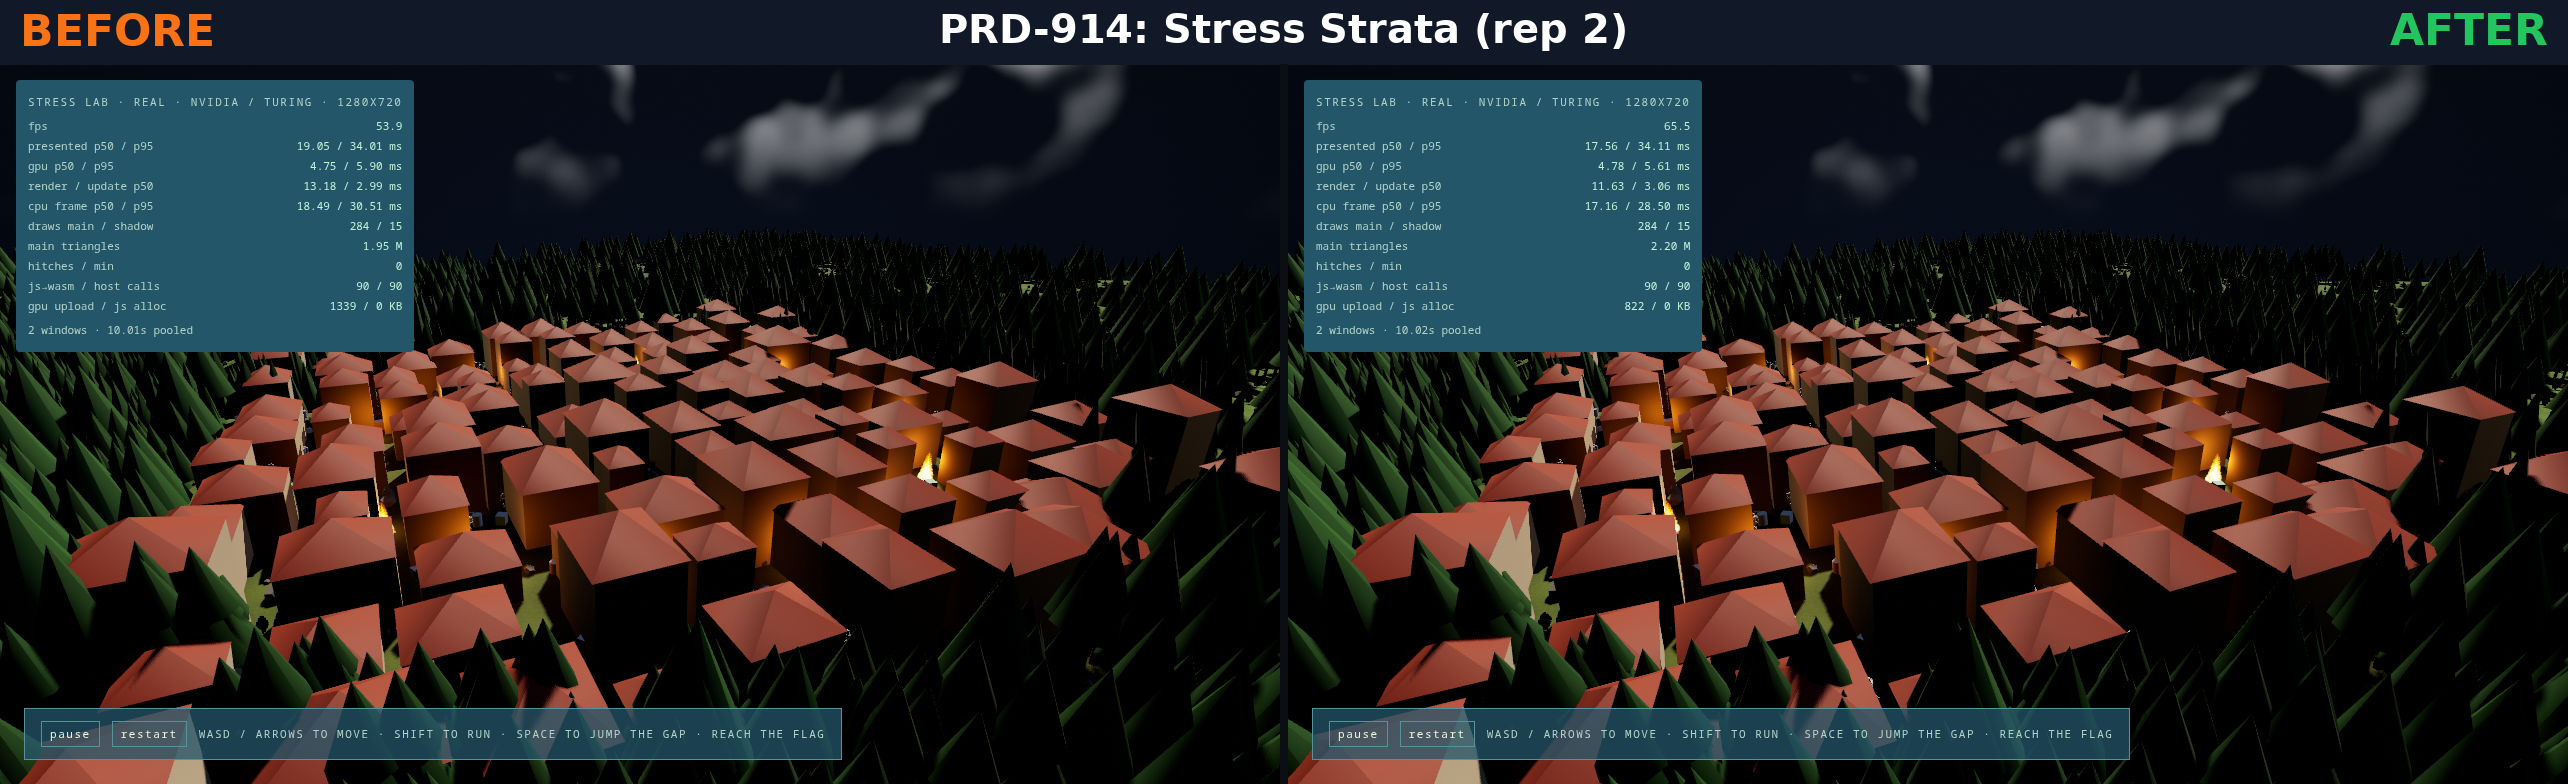 BEFORE
PRD-914: Stress Strata (rep 2)
AFTER
STRESS LAB · REAL · NVIDIA / TURING · 1280X720
fps 53.9
presented p50 / p95 19.05 / 34.01 ms
gpu p50 / p95 4.75 / 5.90 ms
render / update p50 13.18 / 2.99 ms
cpu frame p50 / p95 18.49 / 30.51 ms
draws main / shadow 284 / 15
main triangles 1.95 M
hitches / min 0
js→wasm / host calls 90 / 90
gpu upload / js alloc 1339 / 0 KB
2 windows · 10.01s pooled
pause restart WASD / ARROWS TO MOVE · SHIFT TO RUN · SPACE TO JUMP THE GAP · REACH THE FLAG
STRESS LAB · REAL · NVIDIA / TURING · 1280X720
fps 65.5
presented p50 / p95 17.56 / 34.11 ms
gpu p50 / p95 4.78 / 5.61 ms
render / update p50 11.63 / 3.06 ms
cpu frame p50 / p95 17.16 / 28.50 ms
draws main / shadow 284 / 15
main triangles 2.20 M
hitches / min 0
js→wasm / host calls 90 / 90
gpu upload / js alloc 822 / 0 KB
2 windows · 10.02s pooled
pause restart WASD / ARROWS TO MOVE · SHIFT TO RUN · SPACE TO JUMP THE GAP · REACH THE FLAG